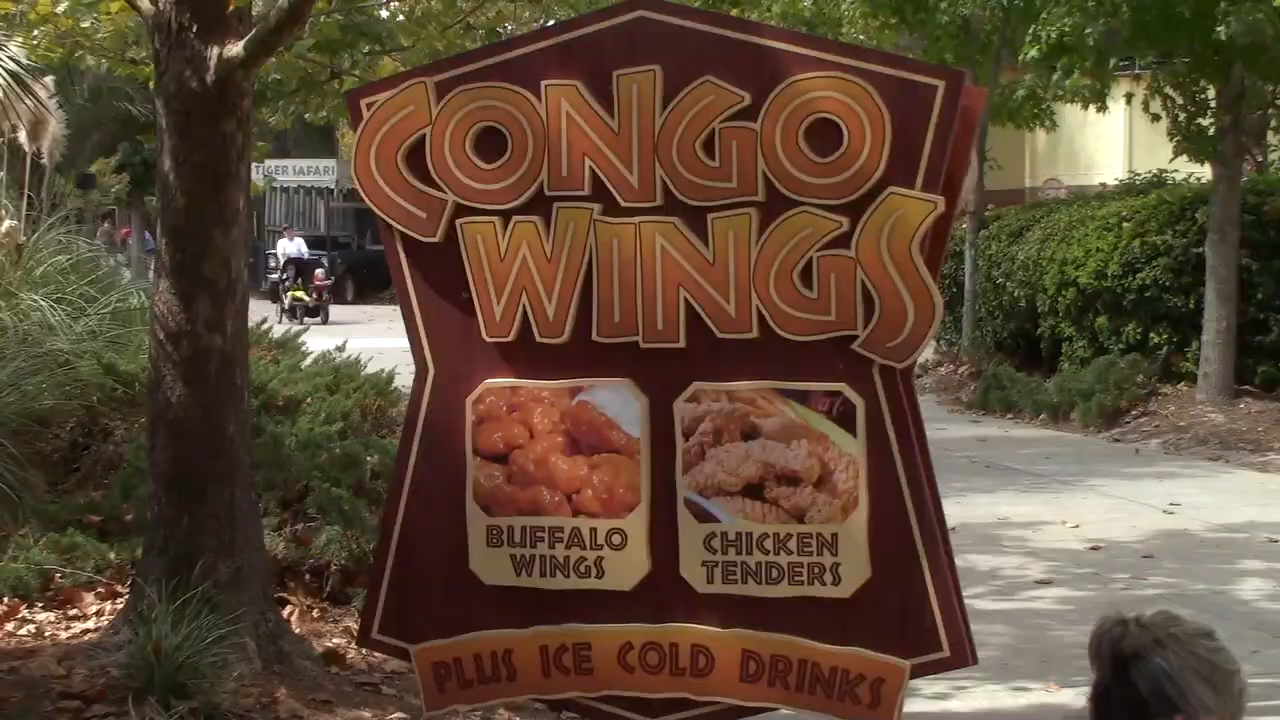 TIGER SAFARI
CONGO
WINGS
BUFFALO
WINGS
CHICKEN
TENDERS
PLUS ICE COLD DRINKS